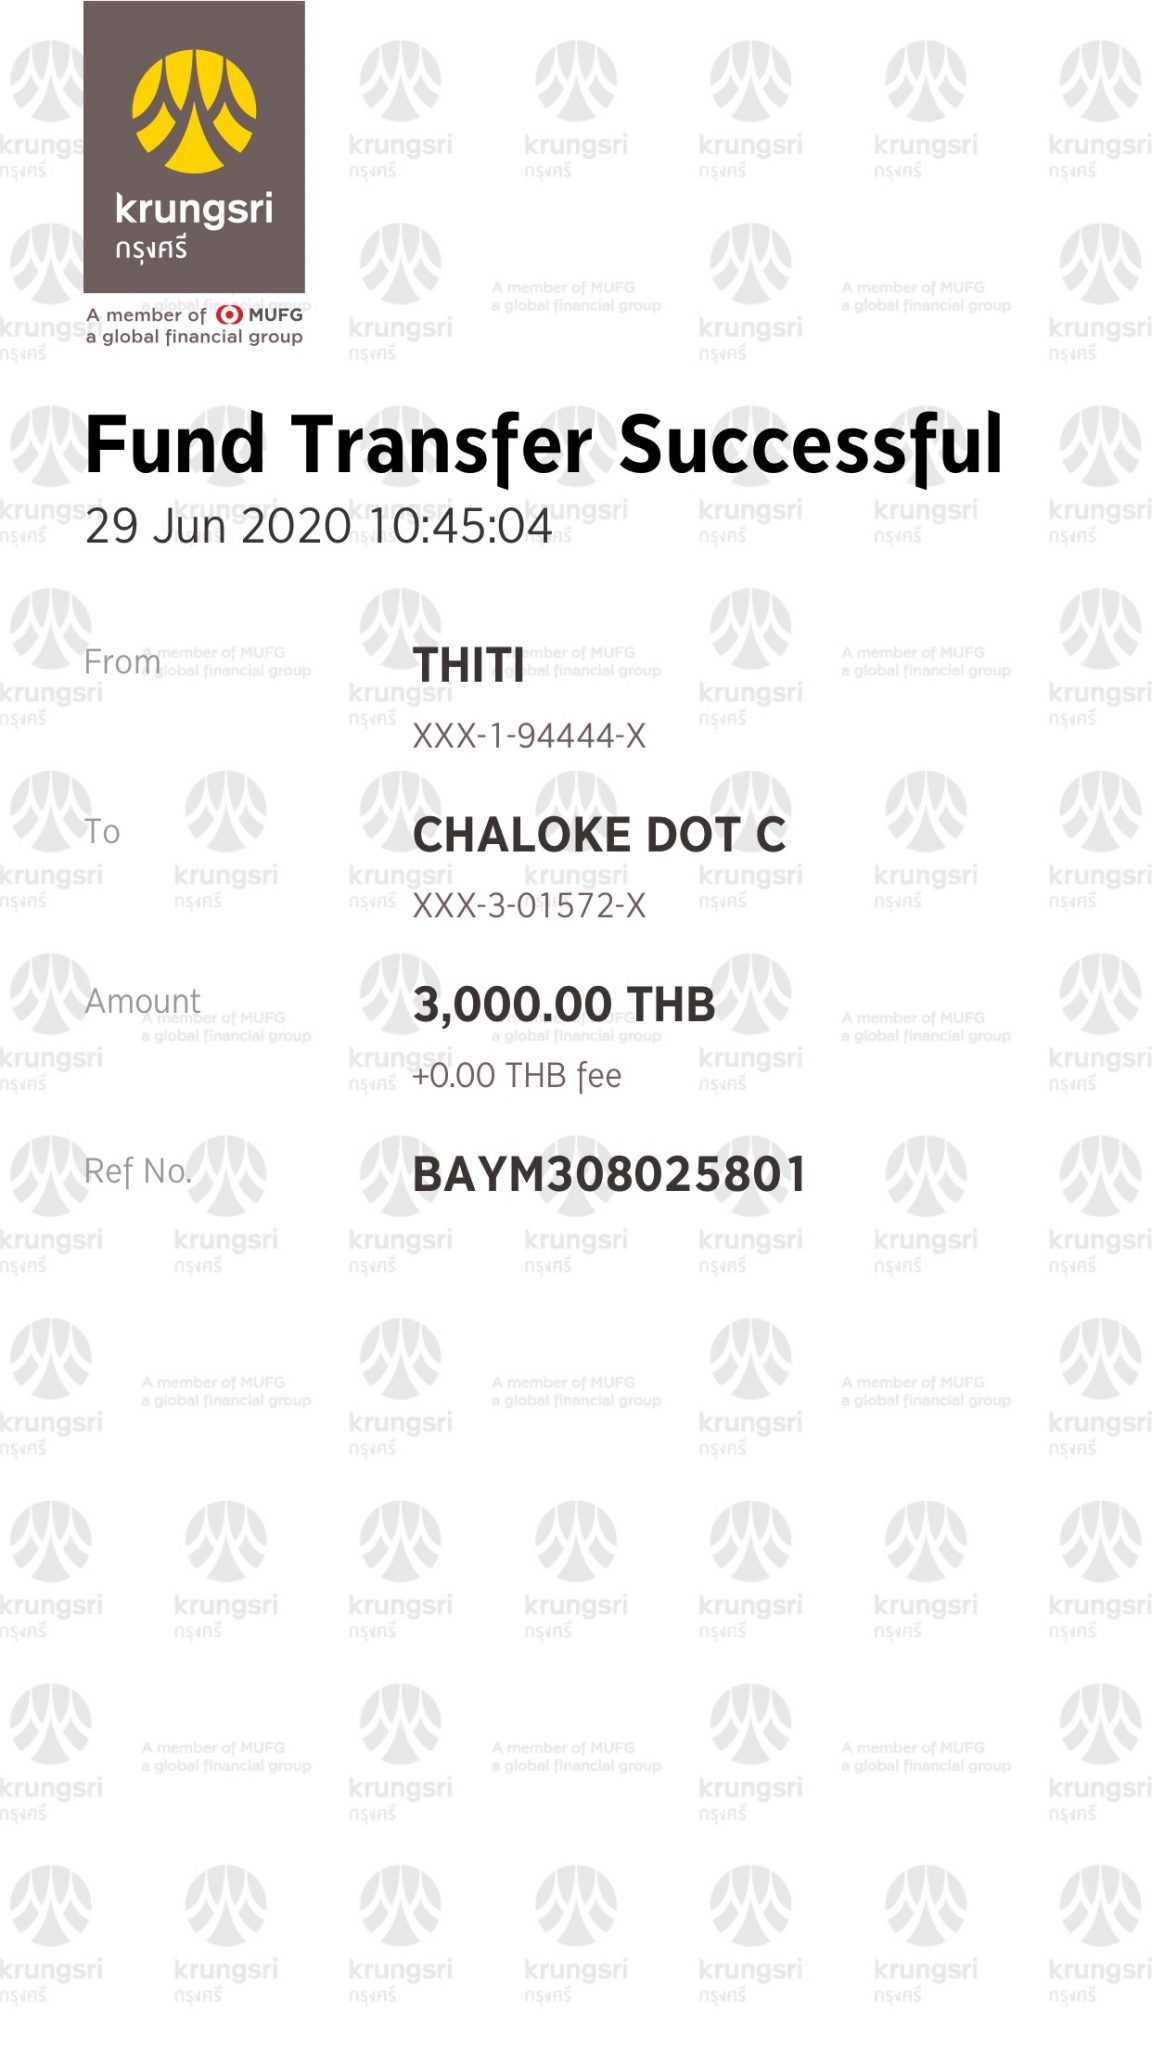 krungsri
กรุงศรี
A member of MUFG
a global financial group
Fund Transfer Successful
29 Jun 2020 10:45:04
From THITI
XXX-1-94444-X
To CHALOKE DOT C
XXX-3-01572-X
Amount 3,000.00 THB
+0.00 THB fee
Ref No. BAYM308025801